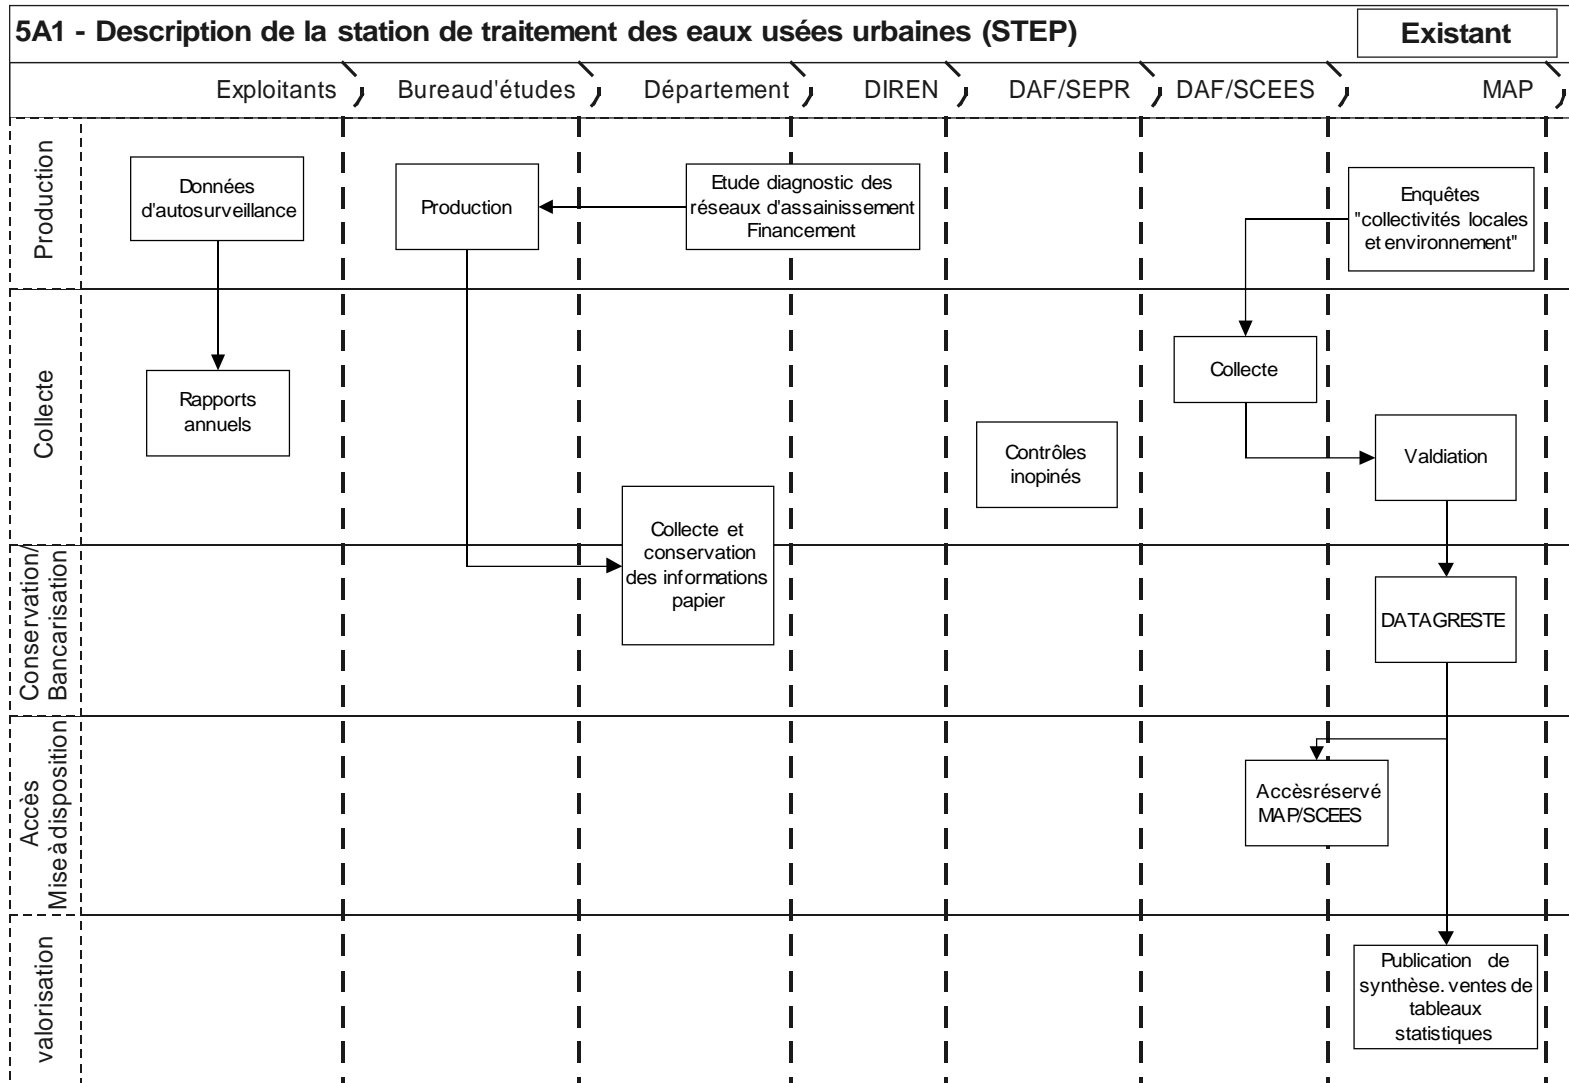 5A1 - Description de la station de traitement des eaux usées urbaines (STEP)
Existant
Exploitants
Bureaud'études
Département
DIREN
DAF/SEPR
DAF/SCEES
MAP
Production
Données
d'autosurveillance
Production
Etude diagnostic des
réseaux d'assainissement
Financement
Enquêtes
"collectivités locales
et environnement"
Collecte
Rapports
annuels
Contrôles
inopinés
Collecte
Valdiation
Collecte et
conservation
des informations
papier
Conservation/
Bancarisation
DATAGRESTE
Accès
Mise à disposition
Accèsréservé
MAP/SCEES
valorisation
Publication de
synthèse. ventes de
tableaux
statistiques